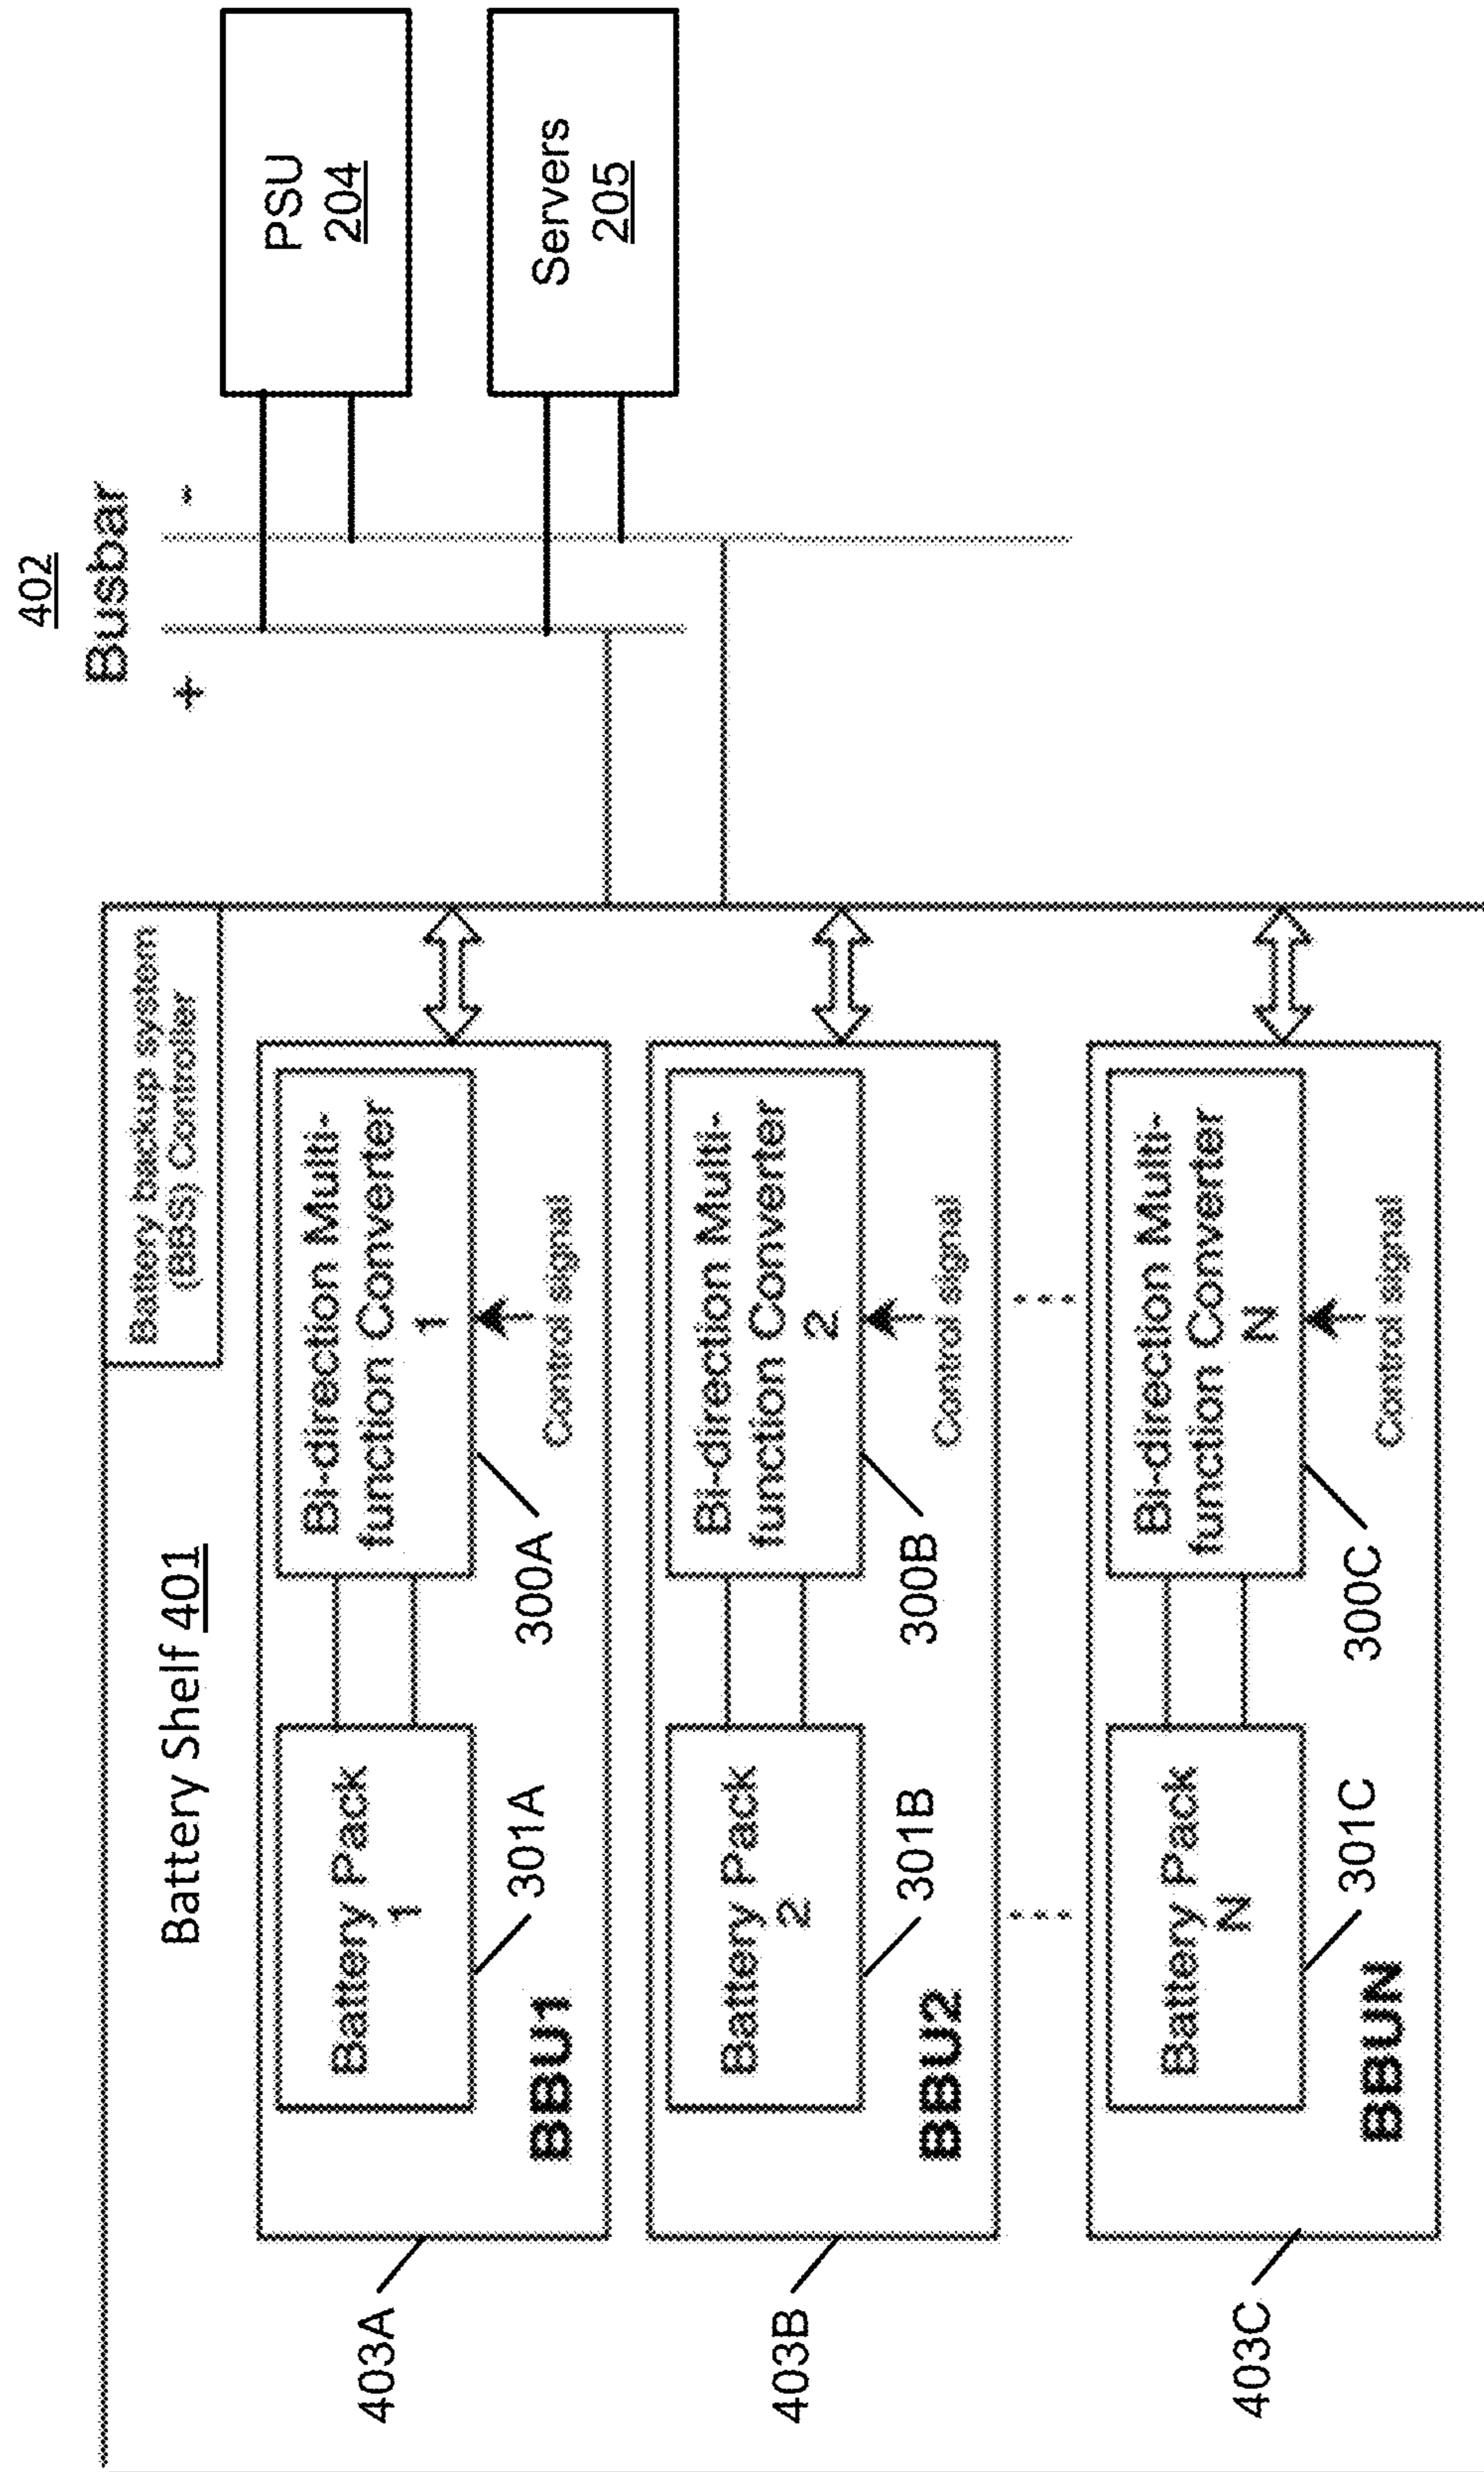 402
Busbar
+
-
PSU
204
Servers
205
Battery Shelf 401
Battery backup system
(BBS) Controller
403A
BBU1
Battery Pack
1
301A
Bi-direction Multi-
function Converter
1
300A
Control signal
403B
BBU2
Battery Pack
2
301B
Bi-direction Multi-
function Converter
2
300B
Control signal
403C
BBUN
Battery Pack
N
301C
Bi-direction Multi-
function Converter
N
300C
Control signal